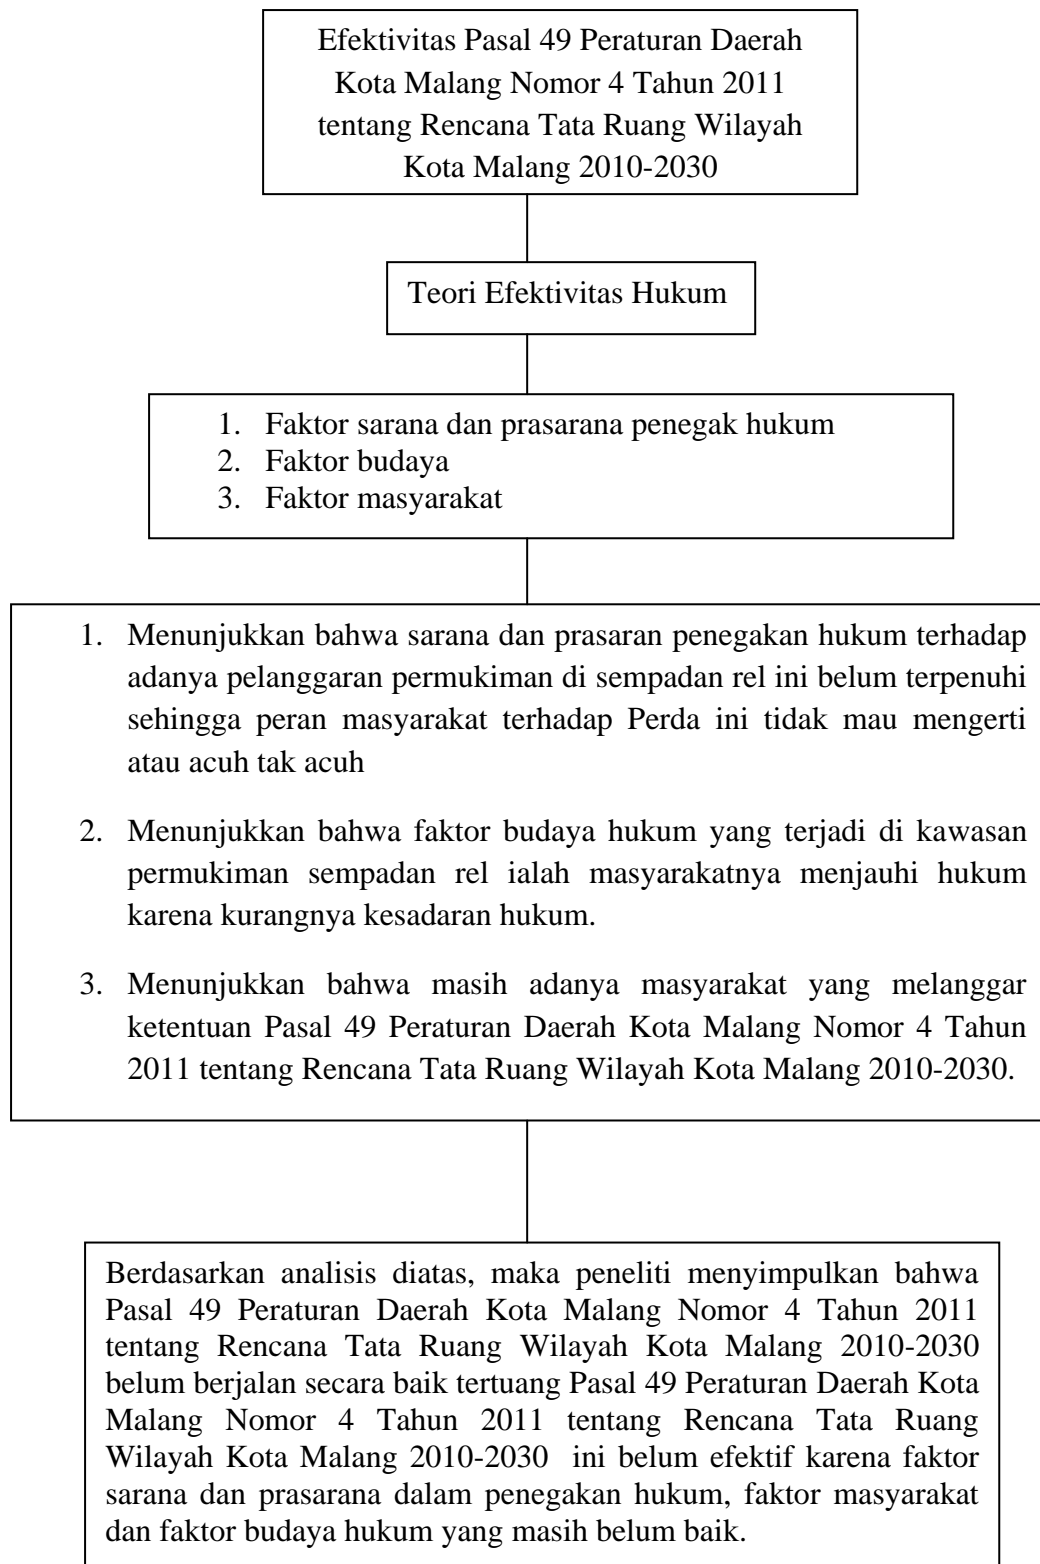 Efektivitas Pasal 49 Peraturan Daerah
Kota Malang Nomor 4 Tahun 2011
tentang Rencana Tata Ruang Wilayah
Kota Malang 2010-2030
Teori Efektivitas Hukum
1. Faktor sarana dan prasarana penegak hukum
2. Faktor budaya
3. Faktor masyarakat
1. Menunjukkan bahwa sarana dan prasaran penegakan hukum terhadap
adanya pelanggaran permukiman di sempadan rel ini belum terpenuhi
sehingga peran masyarakat terhadap Perda ini tidak mau mengerti
atau acuh tak acuh
2. Menunjukkan bahwa faktor budaya hukum yang terjadi di kawasan
permukiman sempadan rel ialah masyarakatnya menjauhi hukum
karena kurangnya kesadaran hukum.
3. Menunjukkan bahwa masih adanya masyarakat yang melanggar
ketentuan Pasal 49 Peraturan Daerah Kota Malang Nomor 4 Tahun
2011 tentang Rencana Tata Ruang Wilayah Kota Malang 2010-2030.
Berdasarkan analisis diatas, maka peneliti menyimpulkan bahwa
Pasal 49 Peraturan Daerah Kota Malang Nomor 4 Tahun 2011
tentang Rencana Tata Ruang Wilayah Kota Malang 2010-2030
belum berjalan secara baik tertuang Pasal 49 Peraturan Daerah Kota
Malang Nomor 4 Tahun 2011 tentang Rencana Tata Ruang
Wilayah Kota Malang 2010-2030 ini belum efektif karena faktor
sarana dan prasarana dalam penegakan hukum, faktor masyarakat
dan faktor budaya hukum yang masih belum baik.